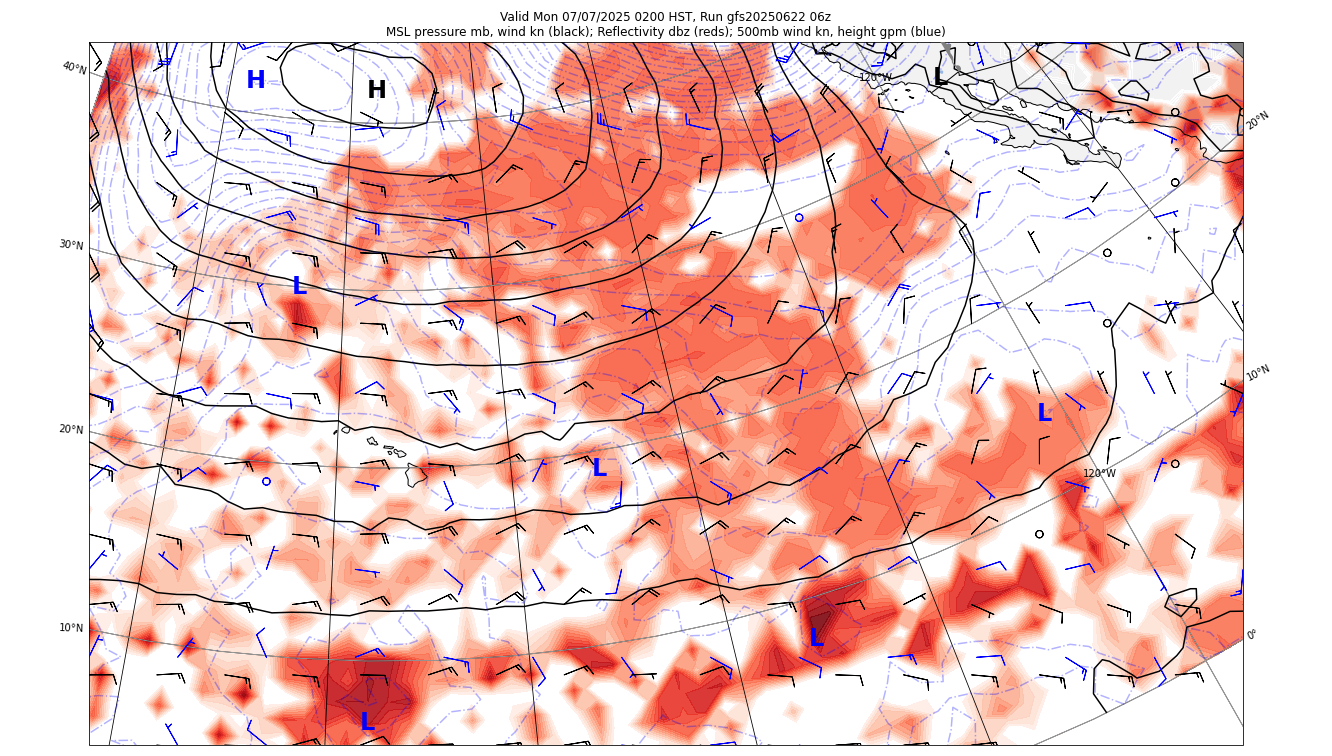 Valid Mon 07/07/2025 0200 HST, Run gfs20250622 06z
MSL pressure mb, wind kn (black); Reflectivity dbz (reds); 500mb wind kn, height gpm (blue)
40°N
H
H
120°W
L
20°N
30°N
L
10°N
20°N
L
L
120°W
10°N
L
0°
L